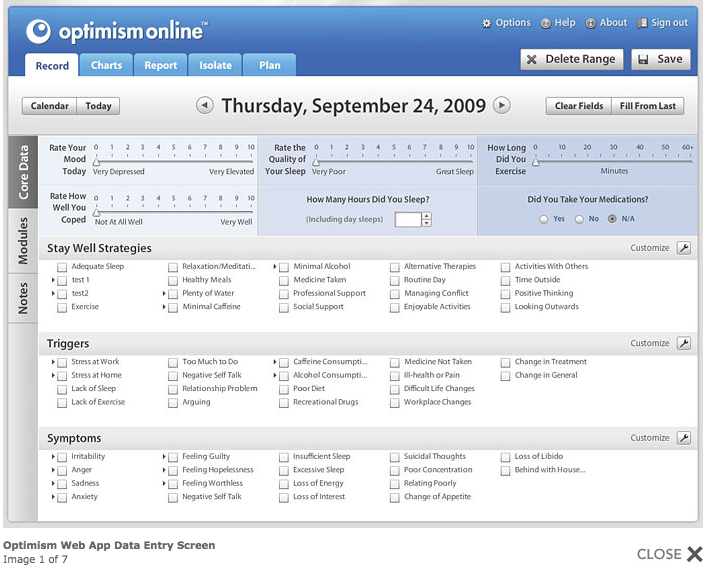 optimismonline™
Options Help About Sign out
Record Charts Report Isolate Plan
Delete Range Save
Calendar Today
Thursday, September 24, 2009
Clear Fields Fill From Last
Core Data
Modules
Notes
Rate Your Mood Today
0 1 2 3 4 5 6 7 8 9 10
Very Depressed Very Elevated
Rate the Quality of Your Sleep
0 1 2 3 4 5 6 7 8 9 10
Very Poor Great Sleep
How Long Did You Exercise
0 10 20 30 40 50 60+
Minutes
Rate How Well You Coped
0 1 2 3 4 5 6 7 8 9 10
Not At All Well Very Well
How Many Hours Did You Sleep?
(Including day sleeps)
Did You Take Your Medications?
Yes No N/A
Stay Well Strategies Customize
Adequate Sleep Relaxation/Meditati... Minimal Alcohol Alternative Therapies Activities With Others
test 1 Healthy Meals Medicine Taken Routine Day Time Outside
test2 Plenty of Water Professional Support Managing Conflict Positive Thinking
Exercise Minimal Caffeine Social Support Enjoyable Activities Looking Outwards
Triggers Customize
Stress at Work Too Much to Do Caffeine Consumpti... Medicine Not Taken Change in Treatment
Stress at Home Negative Self Talk Alcohol Consumpti... Ill-health or Pain Change in General
Lack of Sleep Relationship Problem Poor Diet Difficult Life Changes
Lack of Exercise Arguing Recreational Drugs Workplace Changes
Symptoms Customize
Irritability Feeling Guilty Insufficient Sleep Suicidal Thoughts Loss of Libido
Anger Feeling Hopelessness Excessive Sleep Poor Concentration Behind with House...
Sadness Feeling Worthless Loss of Energy Relating Poorly
Anxiety Negative Self Talk Loss of Interest Change of Appetite
Optimism Web App Data Entry Screen
Image 1 of 7
CLOSE